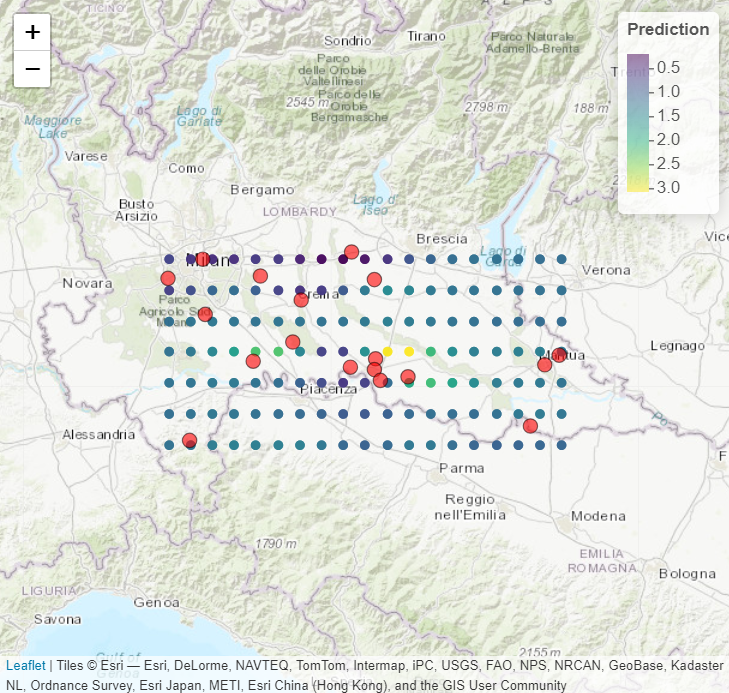 +
−
TICINO
Sondrio
Tirano
Parco Naturale
Adamello-Brenta
Parco
delle Orobie
Valtellinesi
Parco delle
Orobie
Bergamasche
2545 m
2798 m
188 m
Lago di
Maggiore
Lake
Varese
Como
Bergamo
Busto
Arsizio
LOMBARDY
Lago di
Iseo
Brescia
Lago di
Verona
Novara
Milan
Parco
Agricolo Sud
Milano
Crema
Mantua
Legnago
Piacenza
Po
Alessandria
Parma
Reggio
nell'Emilia
Modena
1790 m
EMILIA
ROMAGNA
Bologna
LIGURIA
Genoa
Savona
Gulf of
2155 m
Prediction
0.5
1.0
1.5
2.0
2.5
3.0
Leaflet | Tiles © Esri — Esri, DeLorme, NAVTEQ, TomTom, Intermap, iPC, USGS, FAO, NPS, NRCAN, GeoBase, Kadaster
NL, Ordnance Survey, Esri Japan, METI, Esri China (Hong Kong), and the GIS User Community